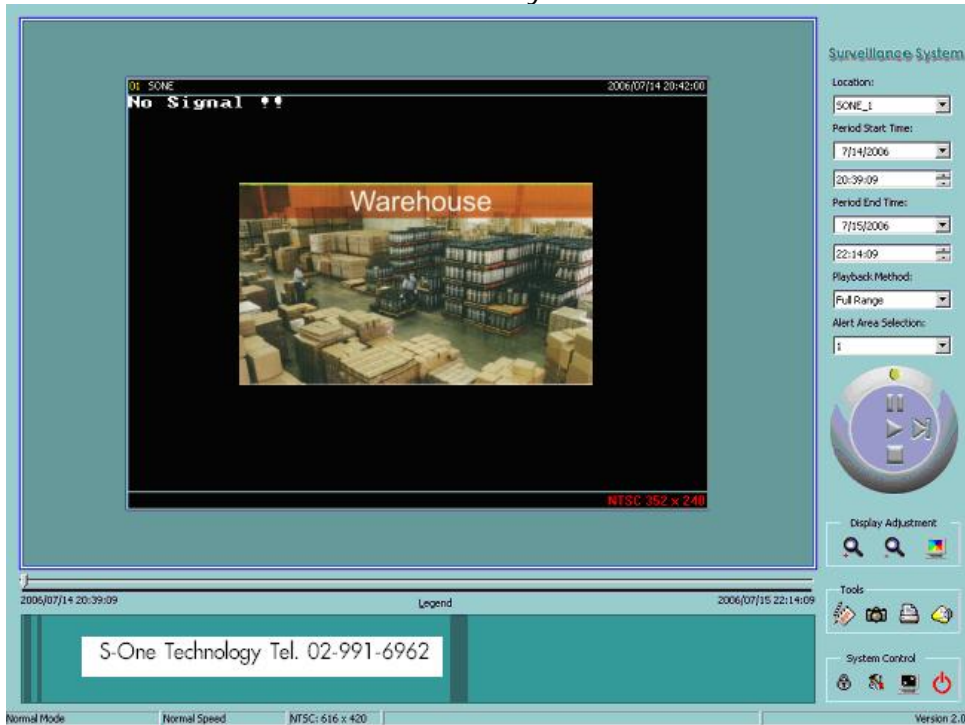 Surveillance System
01 SONE 2006/07/14 20:42:00
No Signal !!
Warehouse
NTSC 352 x 240
Location:
SONE_1
Period Start Time:
7/14/2006
20:39:09
Period End Time:
7/15/2006
22:14:09
Playback Method:
Full Range
Alert Area Selection:
1
Display Adjustment
Tools
System Control
2006/07/14 20:39:09 Legend 2006/07/15 22:14:09
S-One Technology Tel. 02-991-6962
Normal Mode Normal Speed NTSC: 616 x 420 Version 2.0